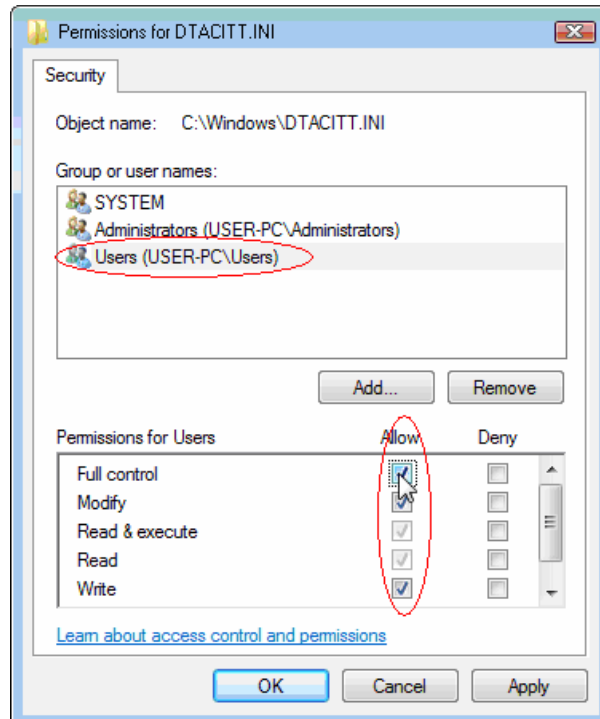 Permissions for DTACITT.INI
Security
Object name: C:\Windows\DTACITT.INI
Group or user names:
SYSTEM
Administrators (USER-PC\Administrators)
Users (USER-PC\Users)
Add... Remove
Permissions for Users Allow Deny
Full control
Modify
Read & execute
Read
Write
Learn about access control and permissions
OK Cancel Apply